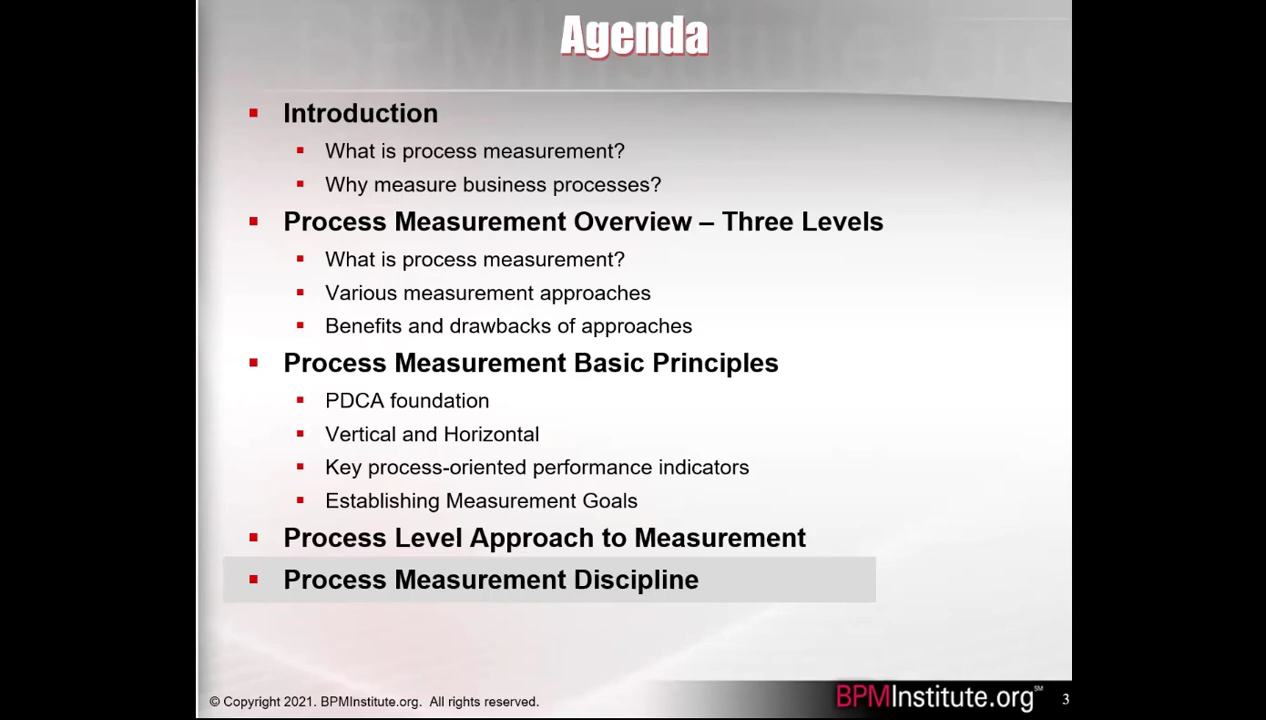 Agenda
Introduction
What is process measurement?
Why measure business processes?
Process Measurement Overview – Three Levels
What is process measurement?
Various measurement approaches
Benefits and drawbacks of approaches
Process Measurement Basic Principles
PDCA foundation
Vertical and Horizontal
Key process-oriented performance indicators
Establishing Measurement Goals
Process Level Approach to Measurement
Process Measurement Discipline
© Copyright 2021. BPMInstitute.org. All rights reserved.
BPMInstitute.org℠
3